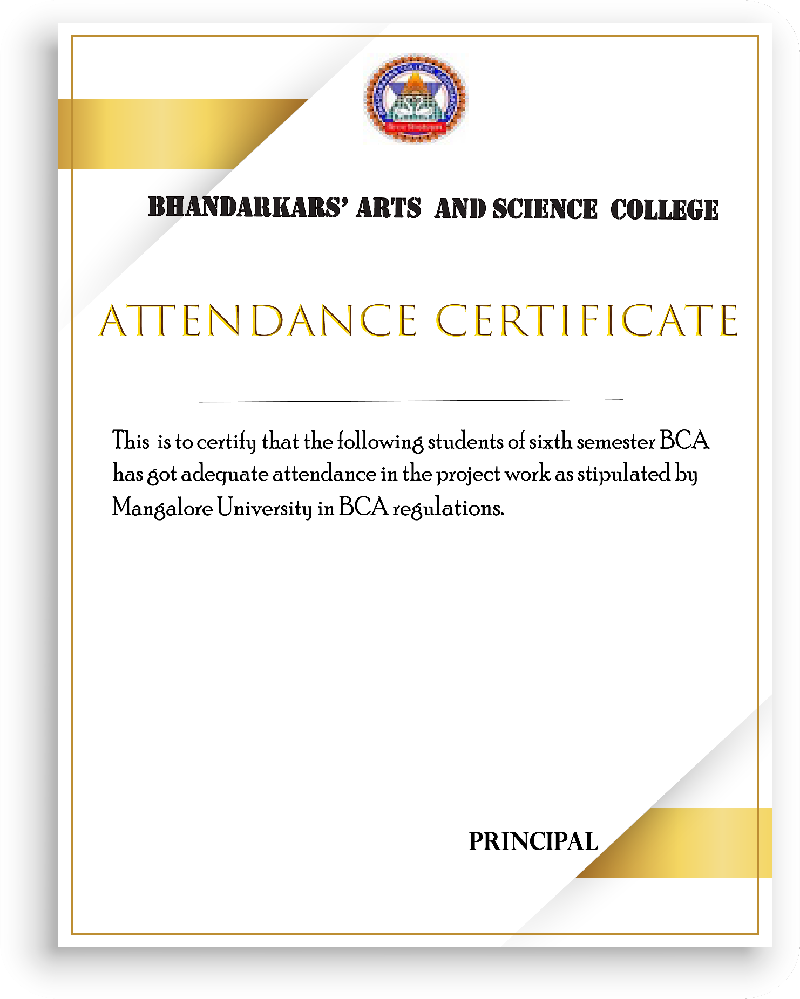 BHANDARKARS’ ARTS AND SCIENCE COLLEGE
ATTENDANCE CERTIFICATE
This is to certify that the following students of sixth semester BCA
has got adequate attendance in the project work as stipulated by
Mangalore University in BCA regulations.
PRINCIPAL